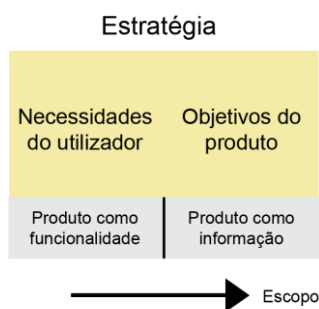 Estratégia
Necessidades
do utilizador
Objetivos do
produto
Produto como
funcionalidade
Produto como
informação
Escopo